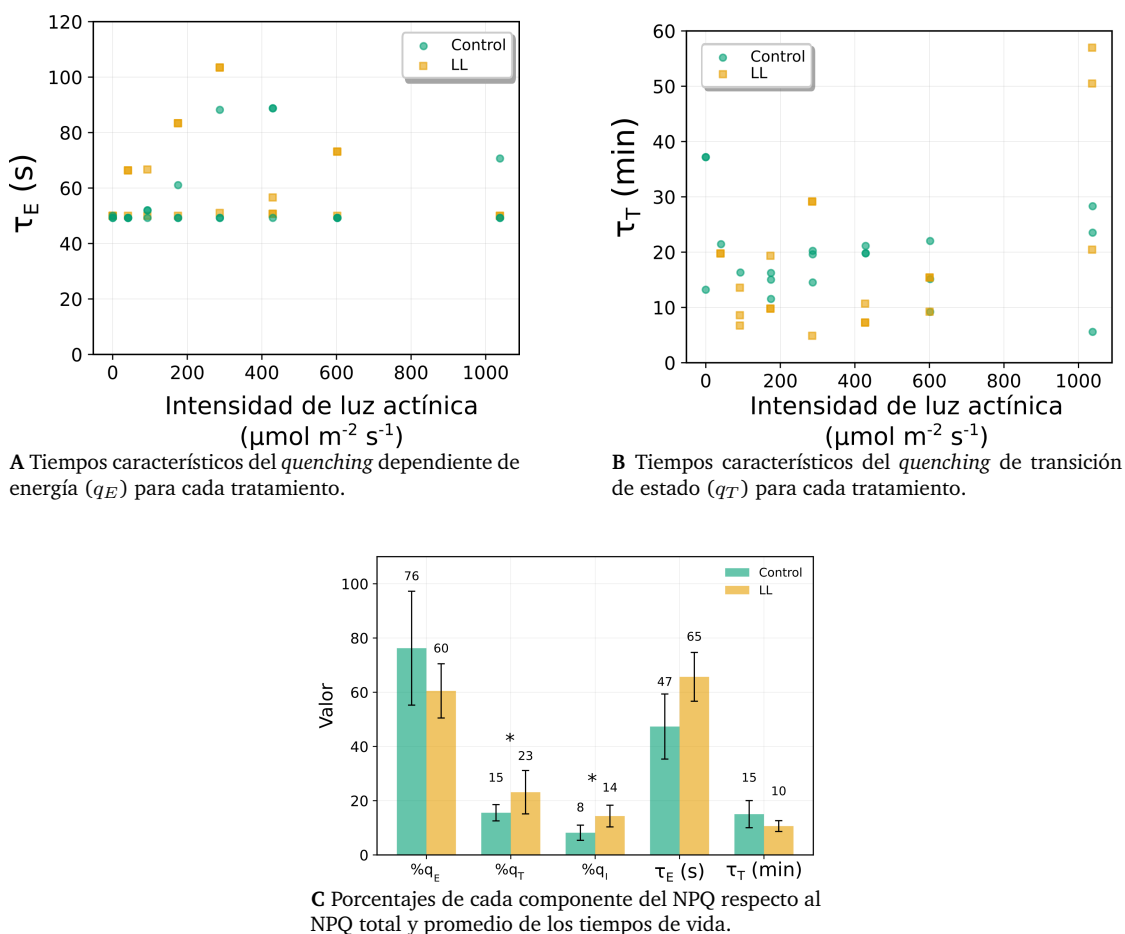 120
100
80
60
40
20
0
τE (s)
Control
LL
0 200 400 600 800 1000
Intensidad de luz actínica
(μmol m-2 s-1)
A Tiempos característicos del quenching dependiente de
energía (qE) para cada tratamiento.
60
50
40
30
20
10
0
τT (min)
Control
LL
0 200 400 600 800 1000
Intensidad de luz actínica
(μmol m-2 s-1)
B Tiempos característicos del quenching de transición
de estado (qT) para cada tratamiento.
100
80
60
40
20
0
Valor
Control
LL
76
60
15
*
23
8
*
14
47
65
15
10
%qE %qT %qI τE (s) τT (min)
C Porcentajes de cada componente del NPQ respecto al
NPQ total y promedio de los tiempos de vida.